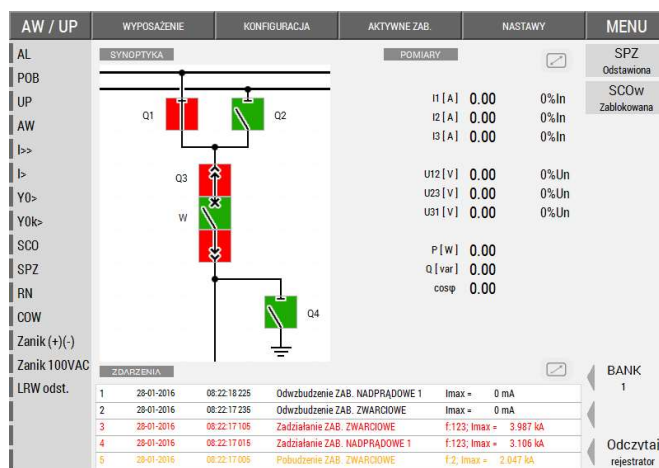 AW / UP WYPOSAŻENIE KONFIGURACJA AKTYWNE ZAB. NASTAWY MENU
AL
POB
UP
AW
I>>
I>
Y0>
Y0k>
SCO
SPZ
RN
COW
Zanik (+)(-)
Zanik 100VAC
LRW odst.
SYNOPTYKA
Q1
Q2
Q3
W
Q4
POMIARY
I1 [ A ] 0.00 0%In
I2 [ A ] 0.00 0%In
I3 [ A ] 0.00 0%In
U12 [ V ] 0.00 0%Un
U23 [ V ] 0.00 0%Un
U31 [ V ] 0.00 0%Un
P [ W ] 0.00
Q [ var ] 0.00
cosφ 0.00
SPZ
Odstawiona
SCOw
Zablokowana
ZDARZENIA
1 28-01-2016 08:22:18 225 Odwzbudzenie ZAB. NADPRĄDOWE 1 Imax = 0 mA
2 28-01-2016 08:22:17 235 Odwzbudzenie ZAB. ZWARCIOWE Imax = 0 mA
3 28-01-2016 08:22:17 105 Zadziałanie ZAB. ZWARCIOWE f:123; Imax = 3.987 kA
4 28-01-2016 08:22:17 015 Zadziałanie ZAB. NADPRĄDOWE 1 f:123; Imax = 3.106 kA
5 28-01-2016 08:22:17 005 Pobudzenie ZAB. ZWARCIOWE f:2; Imax = 2.047 kA
BANK
1
Odczytaj
rejestrator